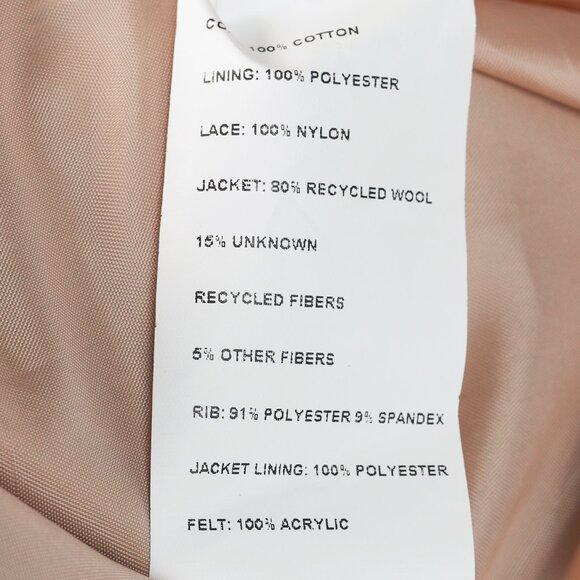 100% COTTON
LINING: 100% POLYESTER
LACE: 100% NYLON
JACKET: 80% RECYCLED WOOL
15% UNKNOWN
RECYCLED FIBERS
5% OTHER FIBERS
RIB: 91% POLYESTER 9% SPANDEX
JACKET LINING: 100% POLYESTER
FELT: 100% ACRYLIC